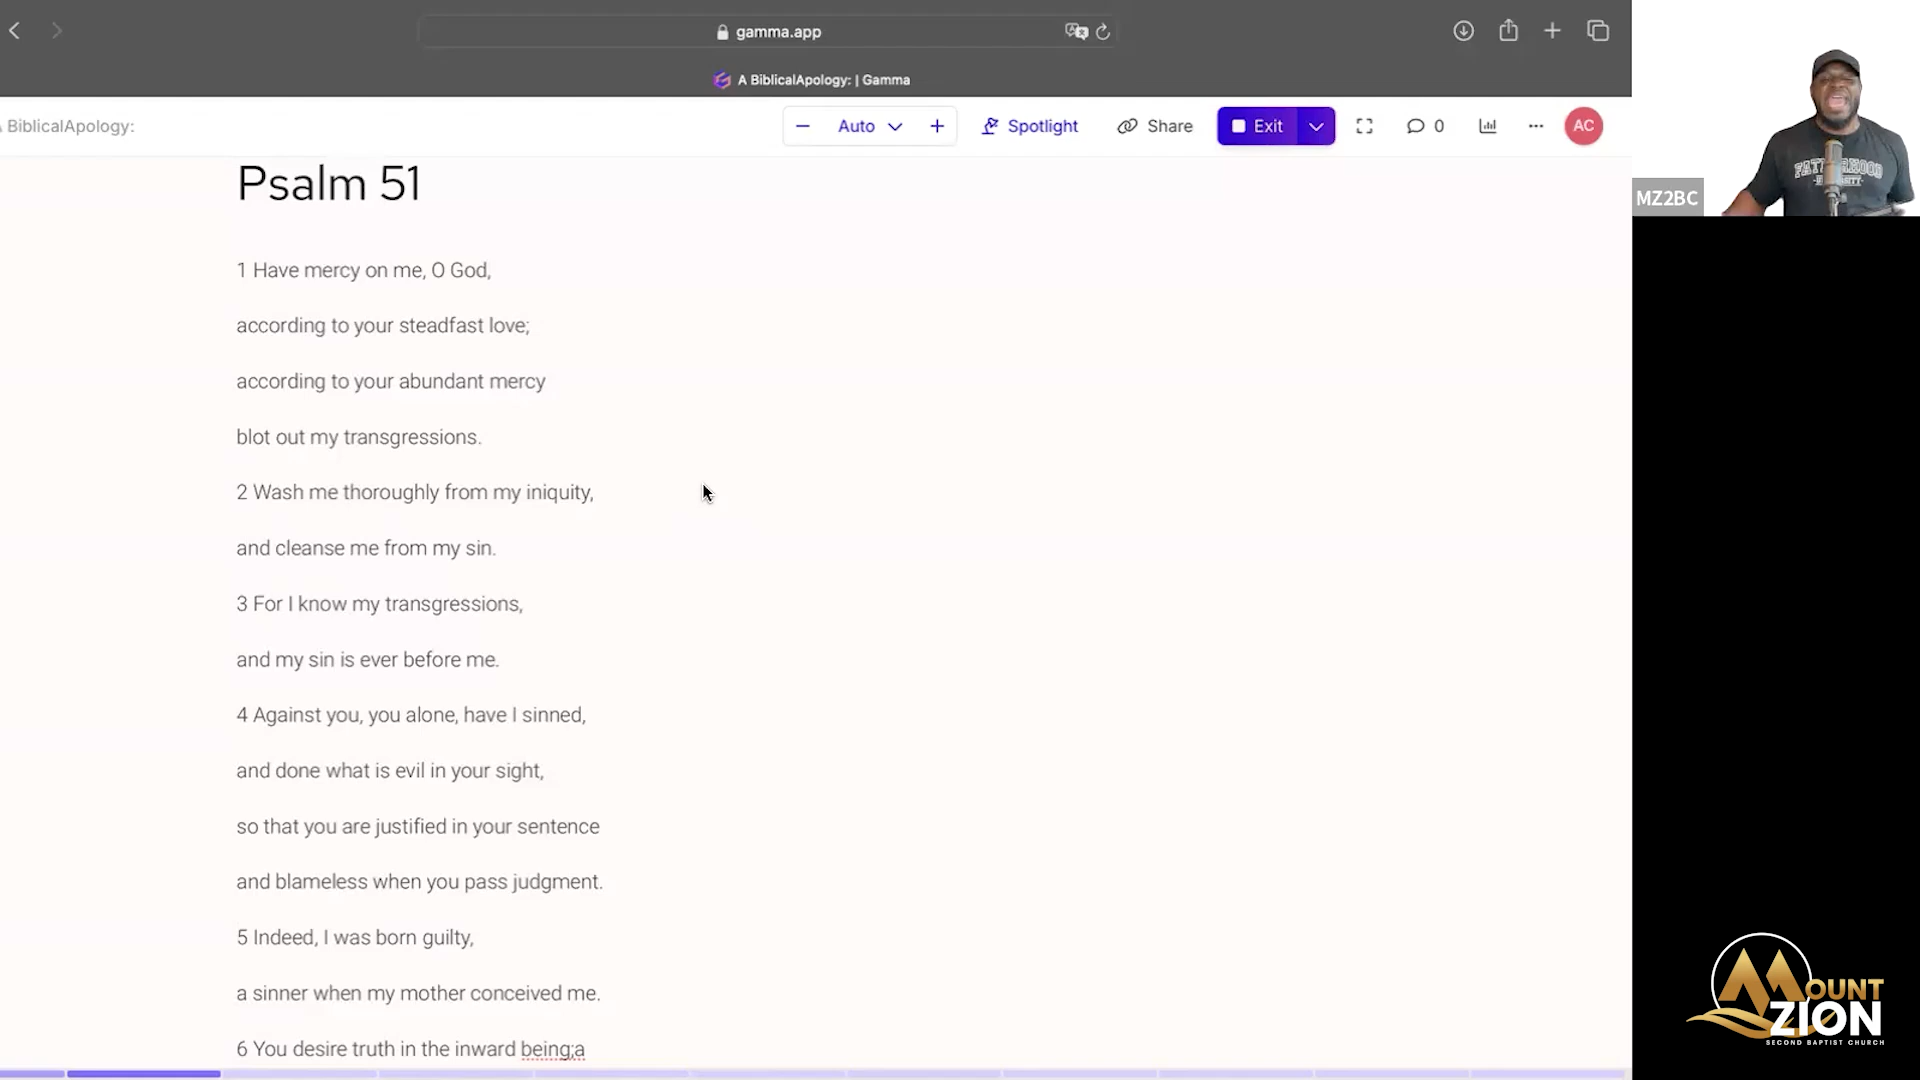 gamma.app
A BiblicalApology: | Gamma
BiblicalApology:
Auto
Spotlight
Share
Exit
0
AC
Psalm 51
1 Have mercy on me, O God,
according to your steadfast love;
according to your abundant mercy
blot out my transgressions.
2 Wash me thoroughly from my iniquity,
and cleanse me from my sin.
3 For I know my transgressions,
and my sin is ever before me.
4 Against you, you alone, have I sinned,
and done what is evil in your sight,
so that you are justified in your sentence
and blameless when you pass judgment.
5 Indeed, I was born guilty,
a sinner when my mother conceived me.
6 You desire truth in the inward being;a
MZ2BC
FATHERHOOD
MOUNT
ZION
SECOND BAPTIST CHURCH